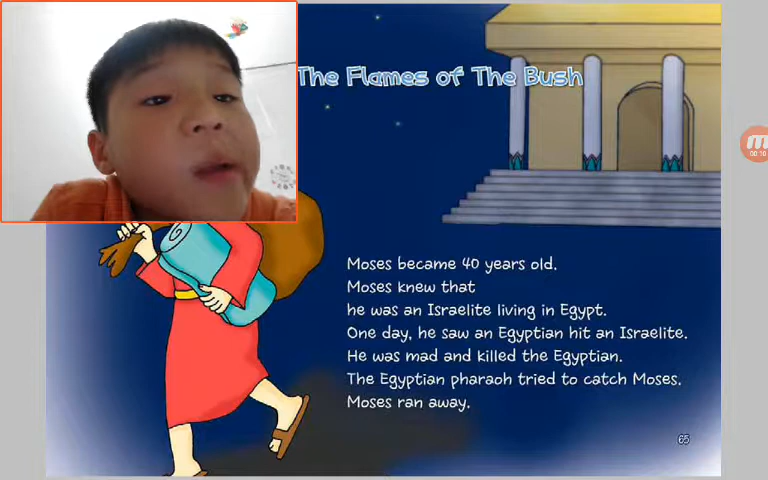 The Flames of The Bush
Moses became 40 years old.
Moses knew that
he was an Israelite living in Egypt.
One day, he saw an Egyptian hit an Israelite.
He was mad and killed the Egyptian.
The Egyptian pharaoh tried to catch Moses.
Moses ran away.
65
M